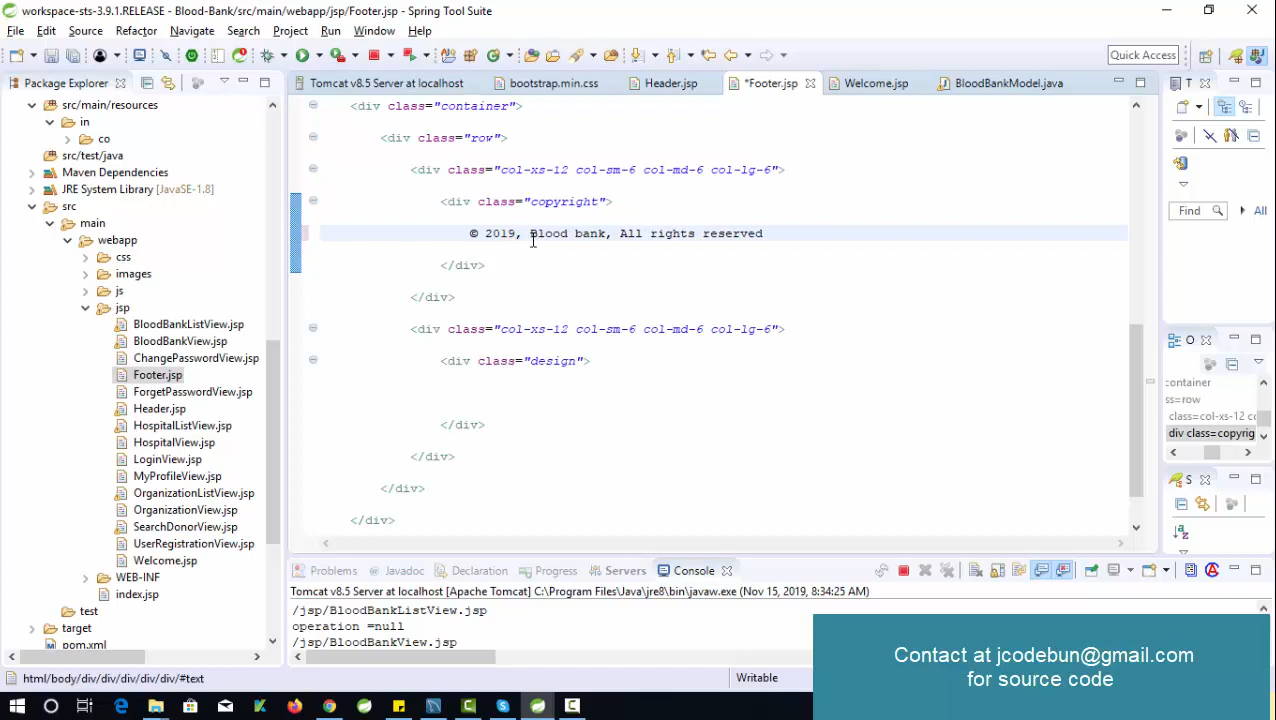 workspace-sts-3.9.1.RELEASE - Blood-Bank/src/main/webapp/jsp/Footer.jsp - Spring Tool Suite
File Edit Source Refactor Navigate Search Project Run Window Help
Quick Access
Package Explorer
src/main/resources
in
co
src/test/java
Maven Dependencies
JRE System Library [JavaSE-1.8]
src
main
webapp
css
images
js
jsp
BloodBankListView.jsp
BloodBankView.jsp
ChangePasswordView.jsp
Footer.jsp
ForgetPasswordView.jsp
Header.jsp
HospitalListView.jsp
HospitalView.jsp
LoginView.jsp
MyProfileView.jsp
OrganizationListView.jsp
OrganizationView.jsp
SearchDonorView.jsp
UserRegistrationView.jsp
Welcome.jsp
WEB-INF
index.jsp
test
target
pom.xml
Tomcat v8.5 Server at localhost bootstrap.min.css Header.jsp *Footer.jsp Welcome.jsp BloodBankModel.java
<div class="container">
<div class="row">
<div class="col-xs-12 col-sm-6 col-md-6 col-lg-6">
<div class="copyright">
© 2019, Blood bank, All rights reserved
</div>
</div>
<div class="col-xs-12 col-sm-6 col-md-6 col-lg-6">
<div class="design">
</div>
</div>
</div>
</div>
T
Find All
O
container
ss=row
class=col-xs-12 co
div class=copyrig
S
Problems Javadoc Declaration Progress Servers Console
Tomcat v8.5 Server at localhost [Apache Tomcat] C:\Program Files\Java\jre8\bin\javaw.exe (Nov 15, 2019, 8:34:25 AM)
/jsp/BloodBankListView.jsp
operation =null
/jsp/BloodBankView.jsp
html/body/div/div/div/div/div/#text
Writable
Contact at jcodebun@gmail.com
for source code